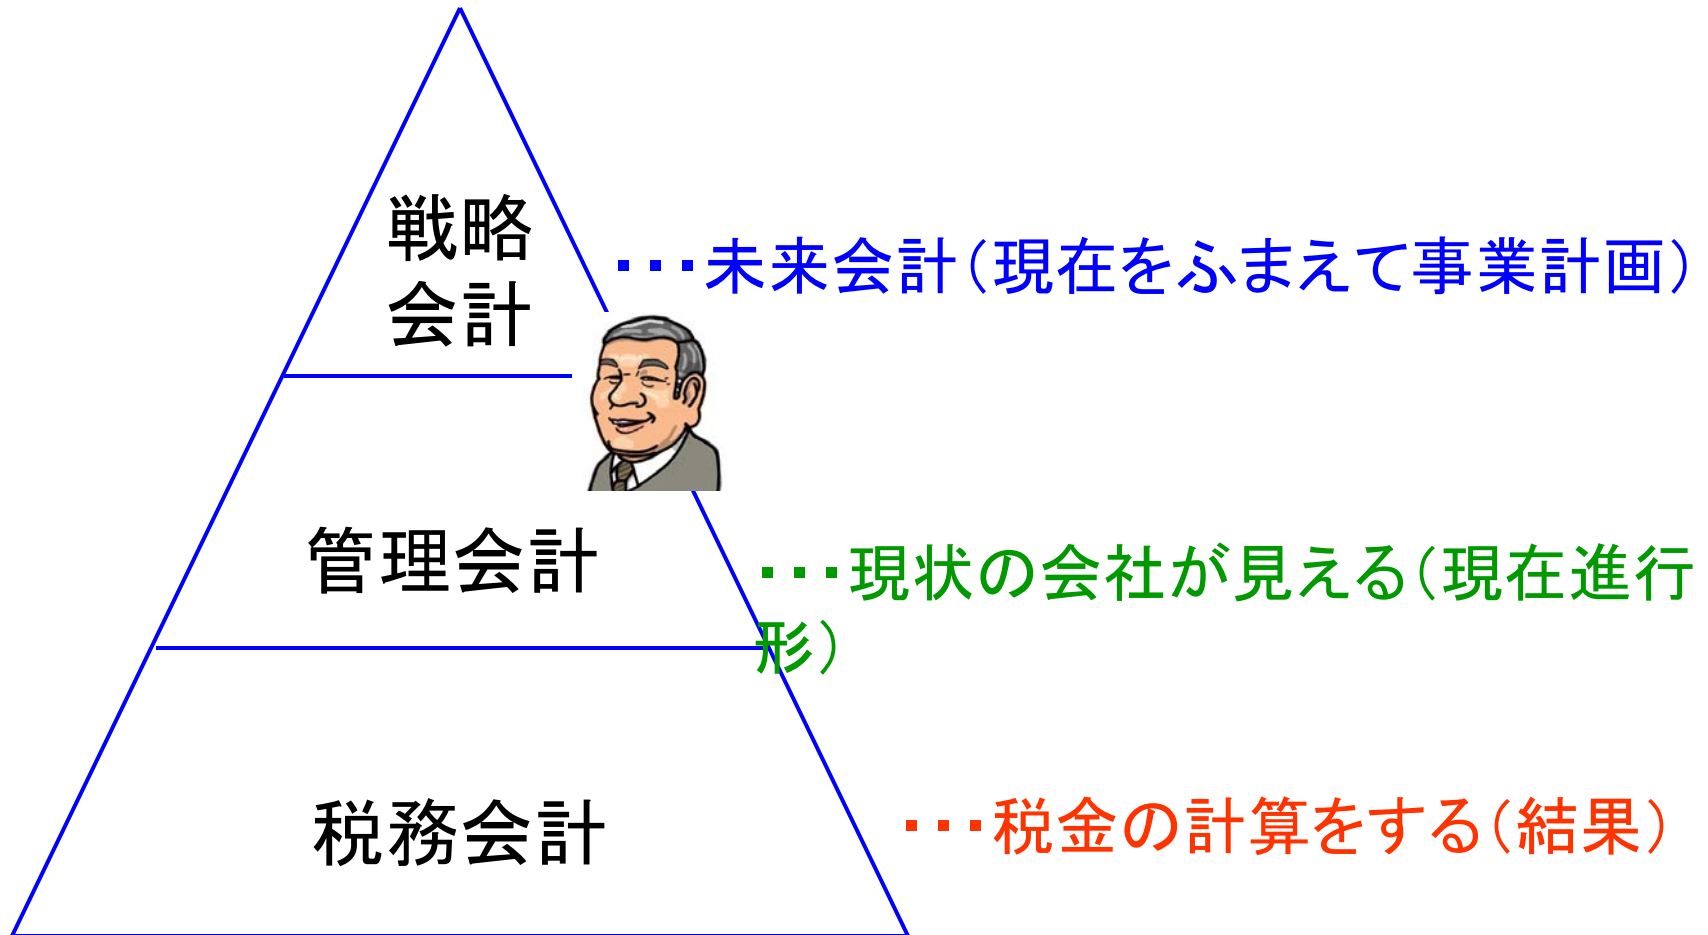 戦略
会計
・・・未来会計（現在をふまえて事業計画）
管理会計
・・・現状の会社が見える（現在進行
形）
税務会計
・・・税金の計算をする（結果）